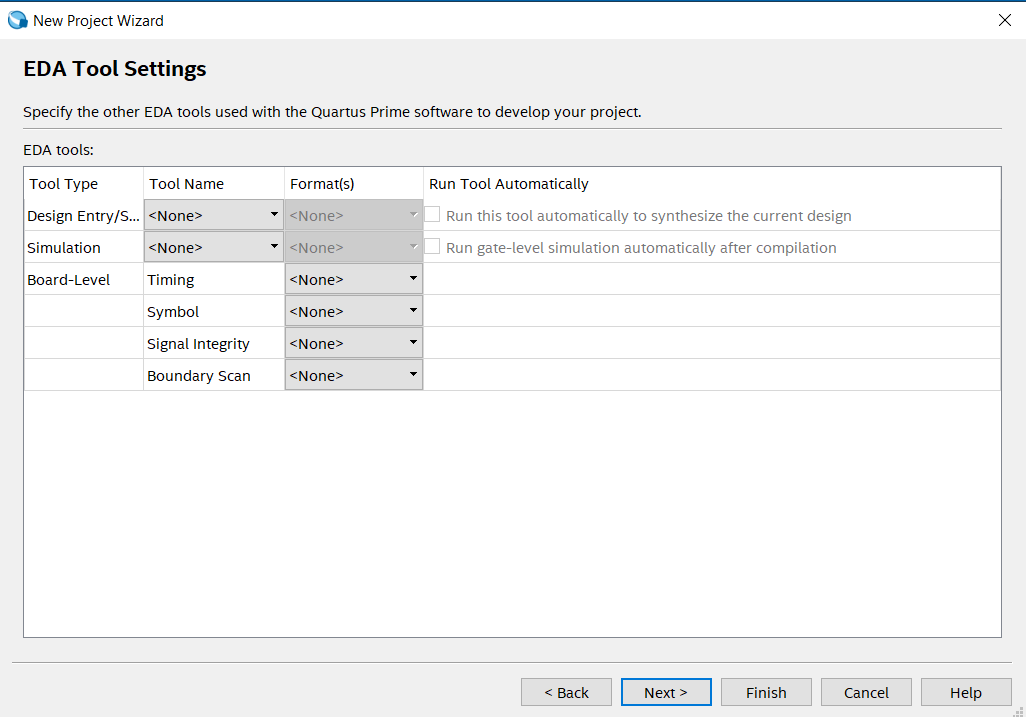 New Project Wizard
EDA Tool Settings
Specify the other EDA tools used with the Quartus Prime software to develop your project.
EDA tools:
Tool Type Tool Name Format(s) Run Tool Automatically
Design Entry/S... <None> <None> Run this tool automatically to synthesize the current design
Simulation <None> <None> Run gate-level simulation automatically after compilation
Board-Level Timing <None>
Symbol <None>
Signal Integrity <None>
Boundary Scan <None>
< Back Next > Finish Cancel Help